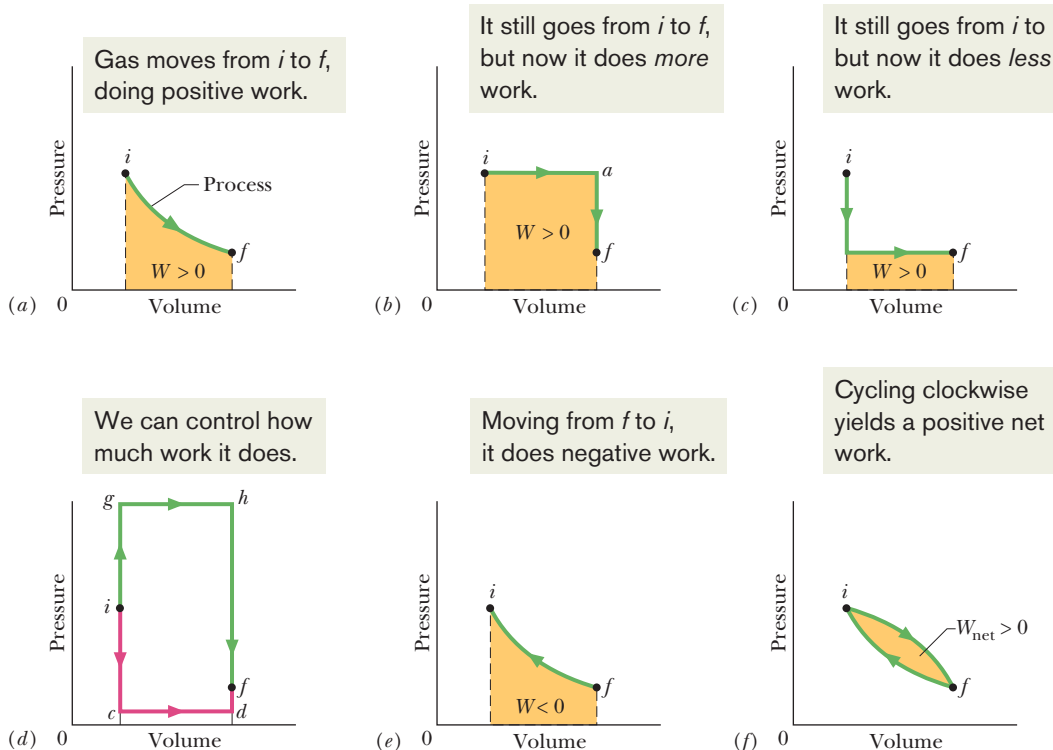 Gas moves from i to f,
doing positive work.
Pressure
i
Process
W > 0
f
(a)
0
Volume
It still goes from i to f,
but now it does more
work.
Pressure
i
a
W > 0
f
(b)
0
Volume
It still goes from i to
but now it does less
work.
Pressure
i
W > 0
f
(c)
0
Volume
We can control how
much work it does.
Pressure
g
h
i
f
c
d
(d)
0
Volume
Moving from f to i,
it does negative work.
Pressure
i
f
W < 0
(e)
0
Volume
Cycling clockwise
yields a positive net
work.
Pressure
i
Wnet > 0
f
(f)
0
Volume